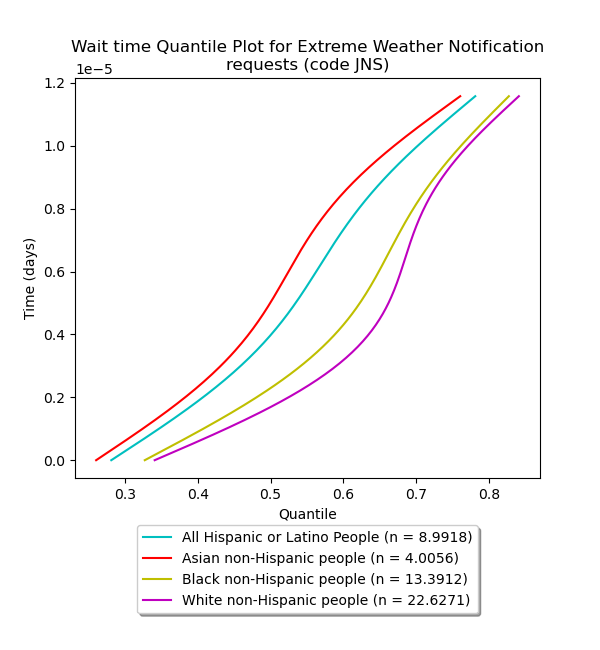 Wait time Quantile Plot for Extreme Weather Notification
requests (code JNS)
1e−5
1.2
1.0
0.8
0.6
0.4
0.2
0.0
Time (days)
0.3 0.4 0.5 0.6 0.7 0.8
Quantile
All Hispanic or Latino People (n = 8.9918)
Asian non-Hispanic people (n = 4.0056)
Black non-Hispanic people (n = 13.3912)
White non-Hispanic people (n = 22.6271)